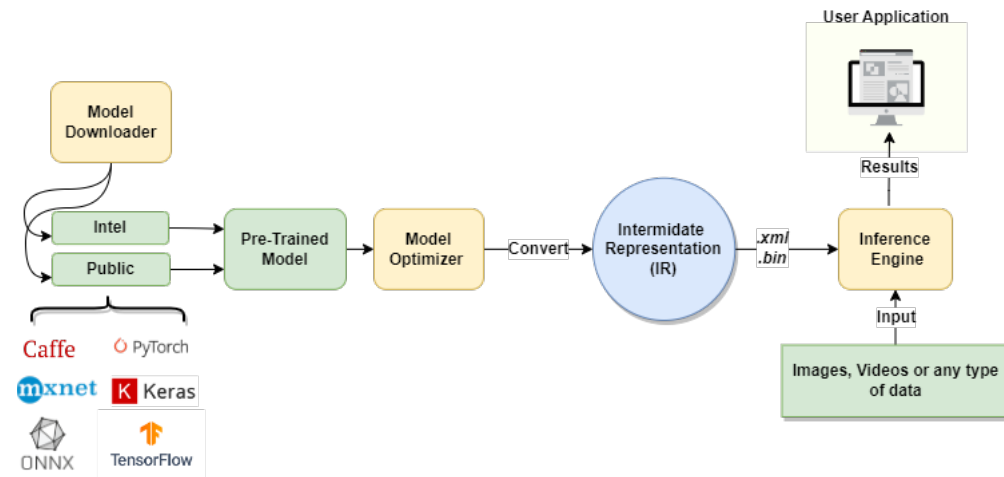 User Application
Model
Downloader
Results
Intel
Public
Pre-Trained
Model
Model
Optimizer
Convert
Intermidate
Representation
(IR)
.xml
.bin
Inference
Engine
Input
Images, Videos or any type
of data
Caffe
PyTorch
mxnet
K Keras
ONNX
TensorFlow